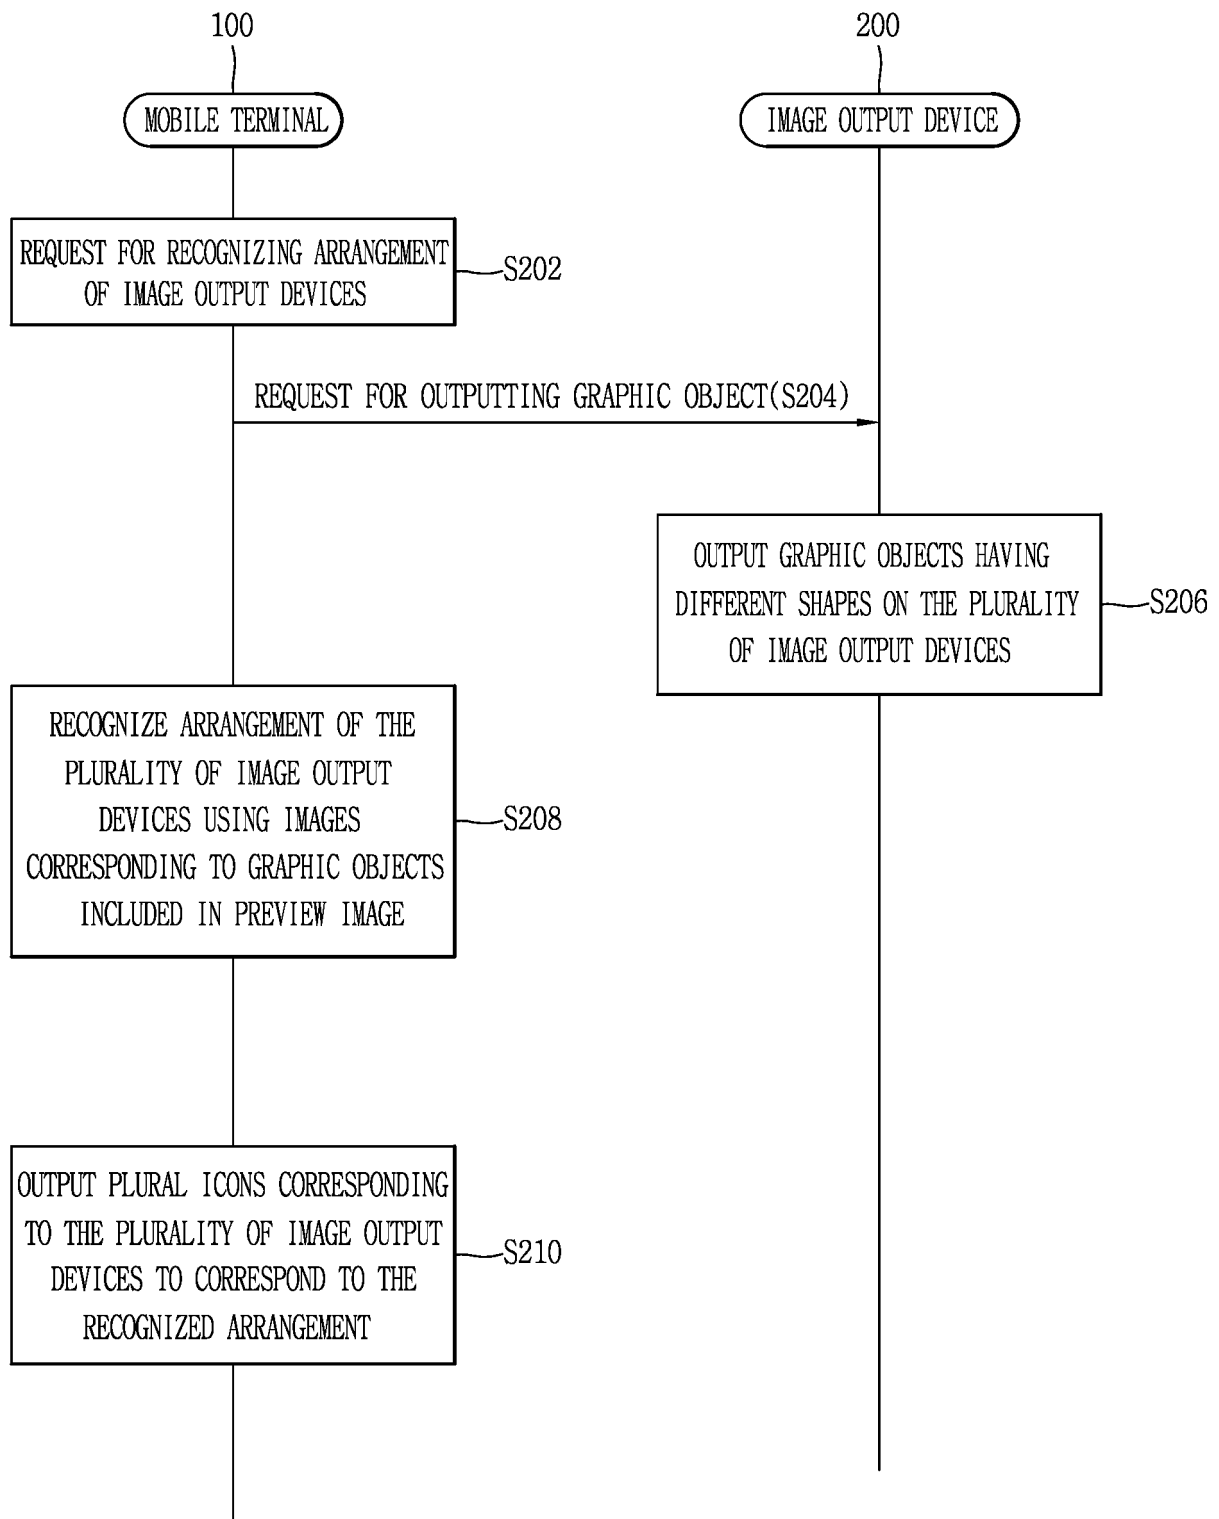 100
200
MOBILE TERMINAL
IMAGE OUTPUT DEVICE
REQUEST FOR RECOGNIZING ARRANGEMENT
OF IMAGE OUTPUT DEVICES
S202
REQUEST FOR OUTPUTTING GRAPHIC OBJECT(S204)
OUTPUT GRAPHIC OBJECTS HAVING
DIFFERENT SHAPES ON THE PLURALITY
OF IMAGE OUTPUT DEVICES
S206
RECOGNIZE ARRANGEMENT OF THE
PLURALITY OF IMAGE OUTPUT
DEVICES USING IMAGES
CORRESPONDING TO GRAPHIC OBJECTS
INCLUDED IN PREVIEW IMAGE
S208
OUTPUT PLURAL ICONS CORRESPONDING
TO THE PLURALITY OF IMAGE OUTPUT
DEVICES TO CORRESPOND TO THE
RECOGNIZED ARRANGEMENT
S210